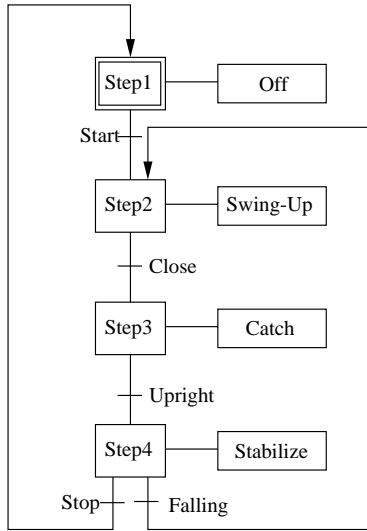 Step1
Off
Start
Step2
Swing-Up
Close
Step3
Catch
Upright
Step4
Stabilize
Stop
Falling